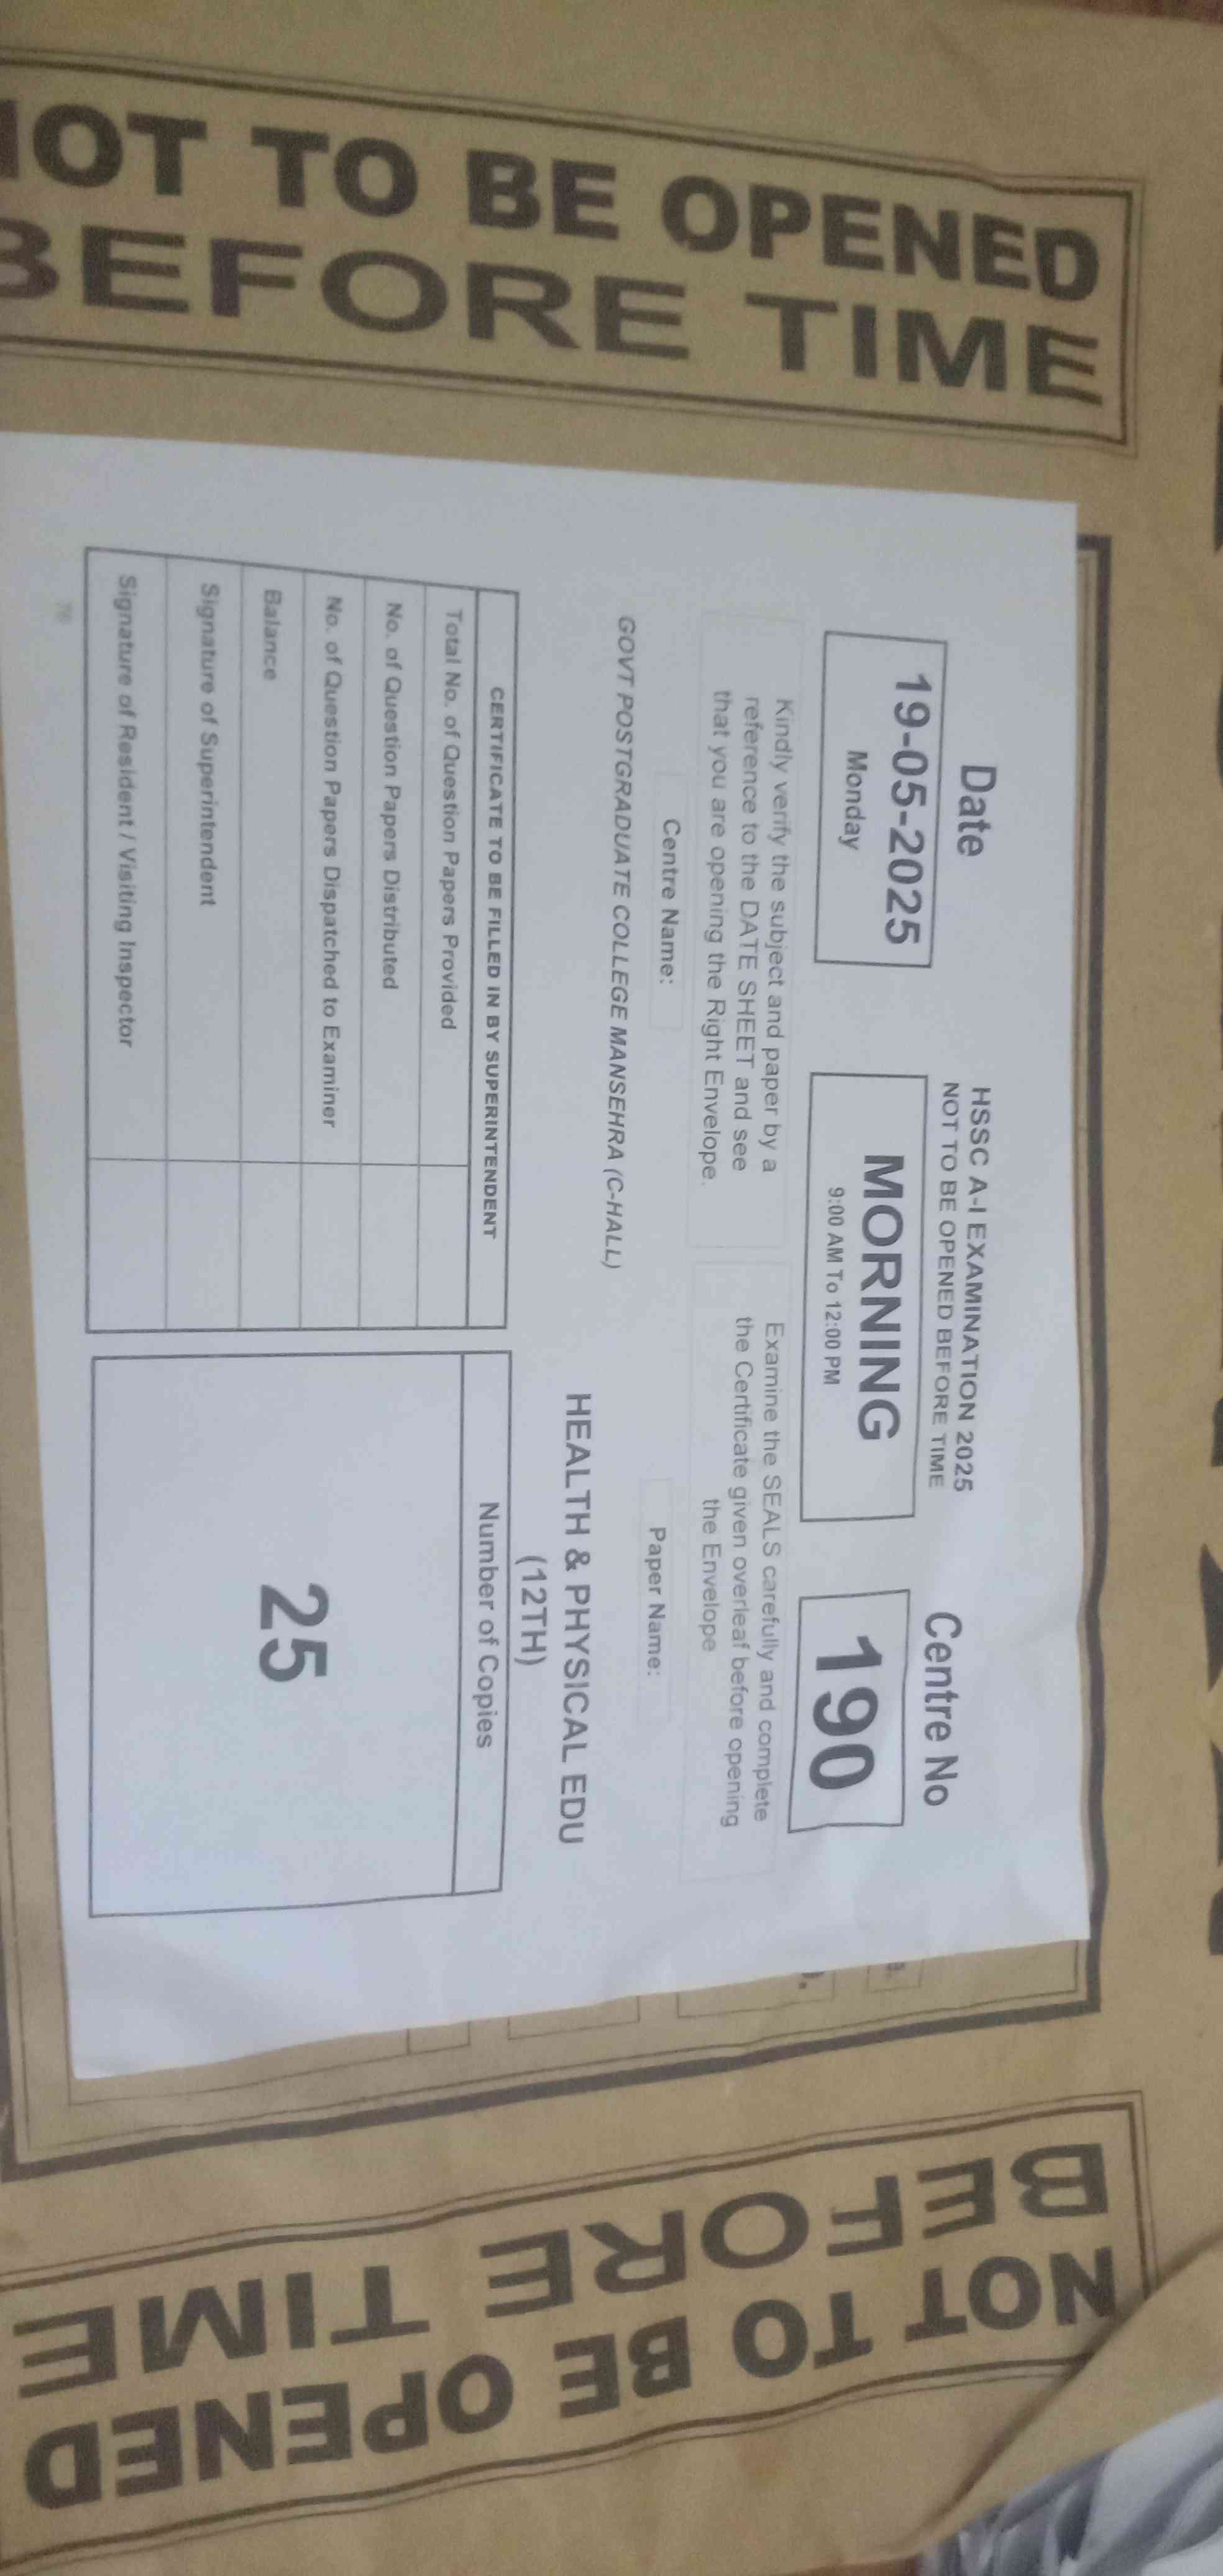 NOT TO BE OPENED
BEFORE TIME
Date
19-05-2025
Monday
HSSC A-I EXAMINATION 2025
NOT TO BE OPENED BEFORE TIME
MORNING
9:00 AM To 12:00 PM
Centre No
190
Kindly verify the subject and paper by a
reference to the DATE SHEET and see
that you are opening the Right Envelope.
Examine the SEALS carefully and complete
the Certificate given overleaf before opening
the Envelope
Centre Name:
GOVT POSTGRADUATE COLLEGE MANSEHRA (C-HALL)
Paper Name:
HEALTH & PHYSICAL EDU
(12TH)
CERTIFICATE TO BE FILLED IN BY SUPERINTENDENT
Total No. of Question Papers Provided
No. of Question Papers Distributed
No. of Question Papers Dispatched to Examiner
Balance
Signature of Superintendent
Signature of Resident / Visiting Inspector
Number of Copies
25
NOT TO BE OPENED
BEFORE TIME